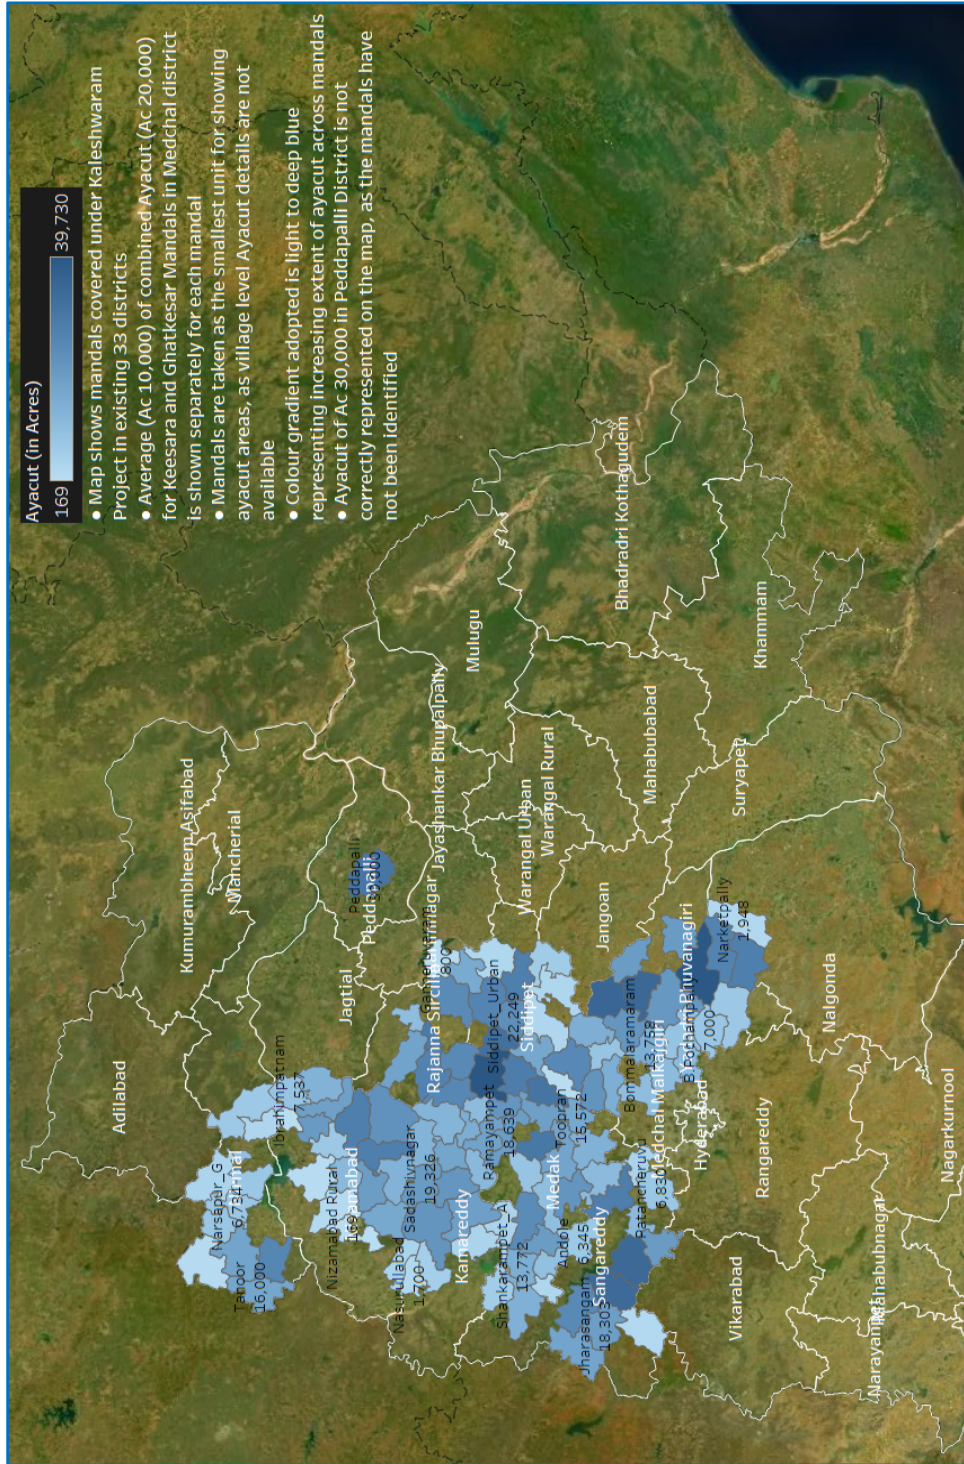 Ayacut (in Acres)
169
39,730
• Map shows mandals covered under Kaleshwaram
Project in existing 33 districts
• Average (Ac 10,000) of combined Ayacut (Ac 20,000)
for Keesara and Ghatkesar Mandals in Medchal district
is shown separately for each mandal
• Mandals are taken as the smallest unit for showing
ayacut areas, as village level Ayacut details are not
available
• Colour gradient adopted is light to deep blue
representing increasing extent of ayacut across mandals
• Ayacut of Ac 30,000 in Peddapalli District is not
correctly represented on the map, as the mandals have
not been identified
Adilabad
Kumurambheem Asifabad
Mancherial
Narsapur_G
6,734
Tanoor
16,000
Ibrahimpatnam
7,537
Nizamabad Rural
169
Jagtial
Peddapalli
Peddapalli
Nasurullabad
1,700
Sadashivnagar
19,326
Kamareddy
Rajanna Sircilla
800
Jayashankar Bhupalpally
Mulugu
Shankarampet_A
13,772
Ramayampet
18,639
Siddipet_Urban
22,249
Siddipet
Warangal Urban
Warangal Rural
Medak
Toopran
15,572
Andole
6,345
Jharasangam
18,303
Sangareddy
Jangoan
Bhadradri Kothagudem
Mahabubabad
Bommalaramaram
13,758
Patancheruvu
6,830
Medchal Malkajgiri
Hyderabad
B.Pochampally
7,000
Narketpally
1,948
Suryapet
Khammam
Vikarabad
Rangareddy
Nalgonda
Narayanpet
Mahabubnagar
Nagarkurnool